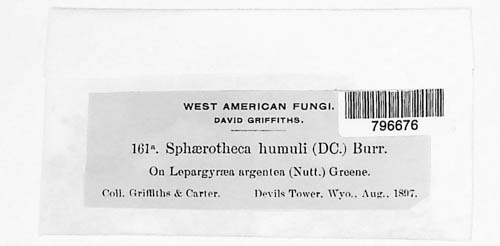 WEST AMERICAN FUNGI.
DAVID GRIFFITHS.
796676
161a. Sphærotheca humuli (DC.) Burr.
On Lepargyræa argentea (Nutt.) Greene.
Coll. Griffiths & Carter. Devils Tower, Wyo., Aug., 1897.